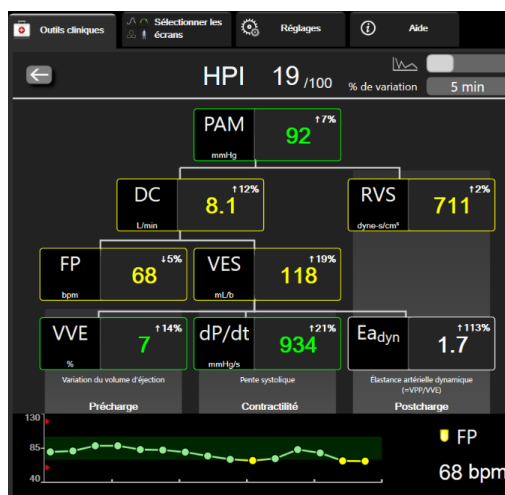 Outils cliniques
Sélectionner les
écrans
Réglages
Aide
HPI 19 /100
% de variation 5 min
PAM 92 ↑7%
mmHg
DC 8.1 ↑12%
L/min
RVS 711 ↑2%
dyne-s/cm⁵
FP 68 ↓5%
bpm
VES 118 ↑19%
mL/b
VVE 7 ↑14%
%
dP/dt 934 ↑21%
mmHg/s
Eadyn 1.7 ↑113%
Variation du volume d'éjection
Pente systolique
Élastance artérielle dynamique
(=VPP/VVE)
Précharge
Contractilité
Postcharge
130
85
40
FP
68 bpm